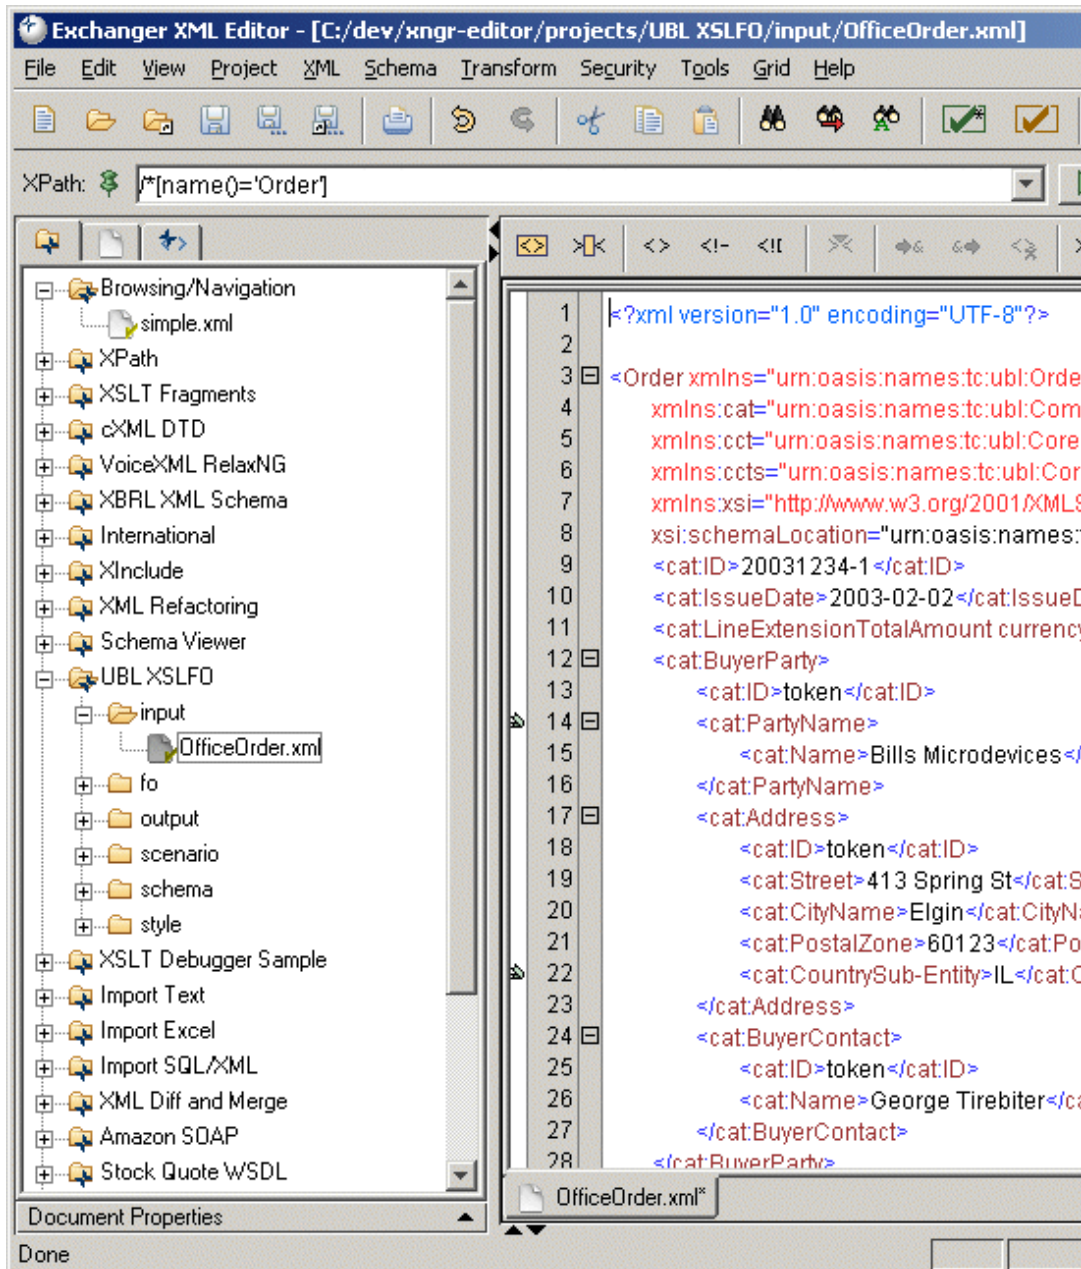 Exchanger XML Editor - [C:/dev/xngr-editor/projects/UBL XSLFO/input/OfficeOrder.xml]
File Edit View Project XML Schema Transform Security Tools Grid Help
XPath: /*[name()='Order']
Browsing/Navigation
simple.xml
XPath
XSLT Fragments
cXML DTD
VoiceXML RelaxNG
XBRL XML Schema
International
XInclude
XML Refactoring
Schema Viewer
UBL XSLFO
input
OfficeOrder.xml
fo
output
scenario
schema
style
XSLT Debugger Sample
Import Text
Import Excel
Import SQL/XML
XML Diff and Merge
Amazon SOAP
Stock Quote WSDL
Document Properties
Done
1 <?xml version="1.0" encoding="UTF-8"?>
2
3 <Order xmlns="urn:oasis:names:tc:ubl:Orde
4 xmlns:cat="urn:oasis:names:tc:ubl:Com
5 xmlns:cct="urn:oasis:names:tc:ubl:Core
6 xmlns:ccts="urn:oasis:names:tc:ubl:Cor
7 xmlns:xsi="http://www.w3.org/2001/XMLS
8 xsi:schemaLocation="urn:oasis:names:
9 <cat:ID>20031234-1</cat:ID>
10 <cat:IssueDate>2003-02-02</cat:IssueD
11 <cat:LineExtensionTotalAmount currency
12 <cat:BuyerParty>
13 <cat:ID>token</cat:ID>
14 <cat:PartyName>
15 <cat:Name>Bills Microdevices</
16 </cat:PartyName>
17 <cat:Address>
18 <cat:ID>token</cat:ID>
19 <cat:Street>413 Spring St</cat:S
20 <cat:CityName>Elgin</cat:CityNa
21 <cat:PostalZone>60123</cat:Po
22 <cat:CountrySub-Entity>IL</cat:C
23 </cat:Address>
24 <cat:BuyerContact>
25 <cat:ID>token</cat:ID>
26 <cat:Name>George Tirebiter</ca
27 </cat:BuyerContact>
28 </cat:BuyerParty>
OfficeOrder.xml*